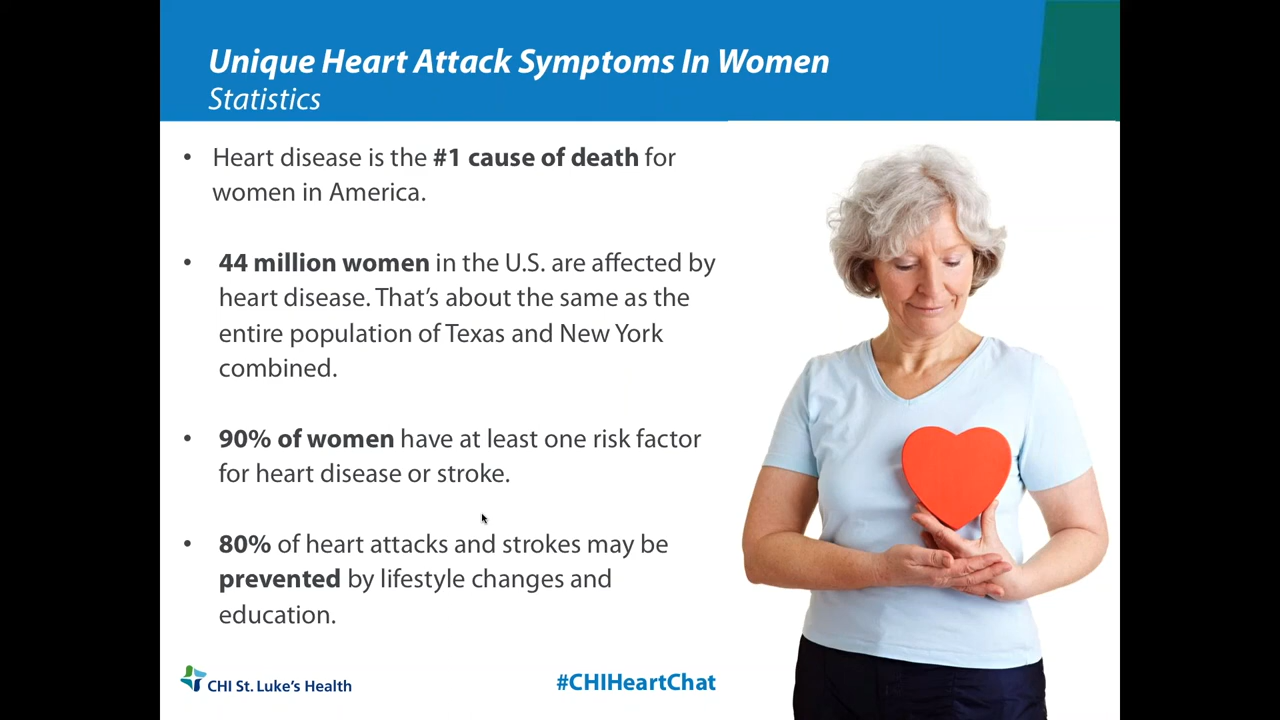 Unique Heart Attack Symptoms In Women
Statistics
• Heart disease is the #1 cause of death for
women in America.
• 44 million women in the U.S. are affected by
heart disease. That’s about the same as the
entire population of Texas and New York
combined.
• 90% of women have at least one risk factor
for heart disease or stroke.
• 80% of heart attacks and strokes may be
prevented by lifestyle changes and
education.
CHI St. Luke’s Health
#CHIHeartChat